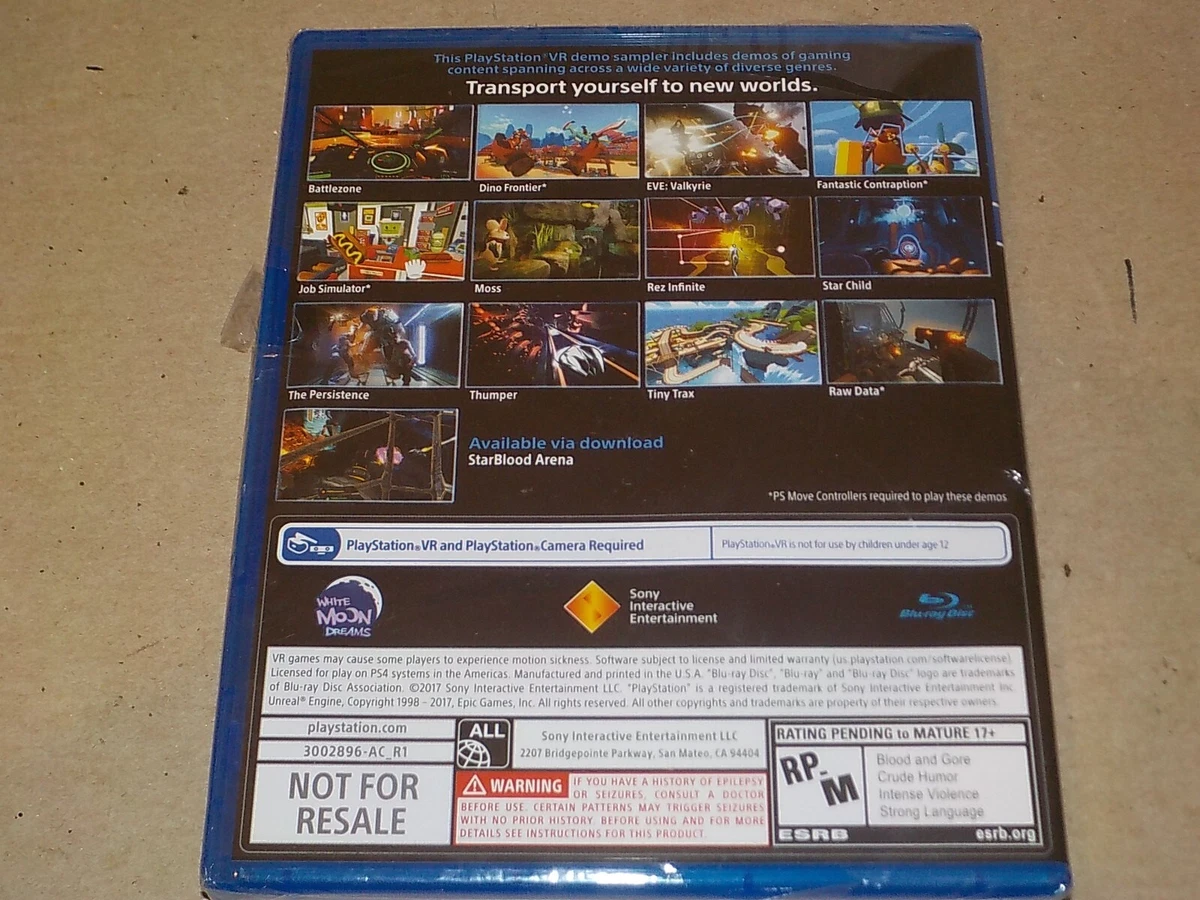 This PlayStation®VR demo sampler includes demos of gaming
content spanning across a wide variety of diverse genres.
Transport yourself to new worlds.
Battlezone
Dino Frontier*
EVE: Valkyrie
Fantastic Contraption*
Job Simulator*
Moss
Rez Infinite
Star Child
The Persistence
Thumper
Tiny Trax
Raw Data*
Available via download
StarBlood Arena
*PS Move Controllers required to play these demos
PlayStation®VR and PlayStation®Camera Required
PlayStation®VR is not for use by children under age 12
WHITE
MOON
DREAMS
Sony
Interactive
Entertainment
Blu-ray Disc™
VR games may cause some players to experience motion sickness. Software subject to license and limited warranty (us.playstation.com/softwarelicense).
Licensed for play on PS4 systems in the Americas. Manufactured and printed in the U.S.A. "Blu-ray Disc", "Blu-ray" and "Blu-ray Disc" logo are trademarks
of Blu-ray Disc Association. ©2017 Sony Interactive Entertainment LLC. "PlayStation" is a registered trademark of Sony Interactive Entertainment Inc.
Unreal® Engine, Copyright 1998 – 2017, Epic Games, Inc. All rights reserved. All other copyrights and trademarks are property of their respective owners.
playstation.com
3002896-AC_R1
NOT FOR
RESALE
ALL
Sony Interactive Entertainment LLC
2207 Bridgepointe Parkway, San Mateo, CA 94404
WARNING IF YOU HAVE A HISTORY OF EPILEPSY
OR SEIZURES, CONSULT A DOCTOR
BEFORE USE. CERTAIN PATTERNS MAY TRIGGER SEIZURES
WITH NO PRIOR HISTORY. BEFORE USING AND FOR MORE
DETAILS SEE INSTRUCTIONS FOR THIS PRODUCT.
RATING PENDING to MATURE 17+
RP-M
Blood and Gore
Crude Humor
Intense Violence
Strong Language
ESRB
esrb.org